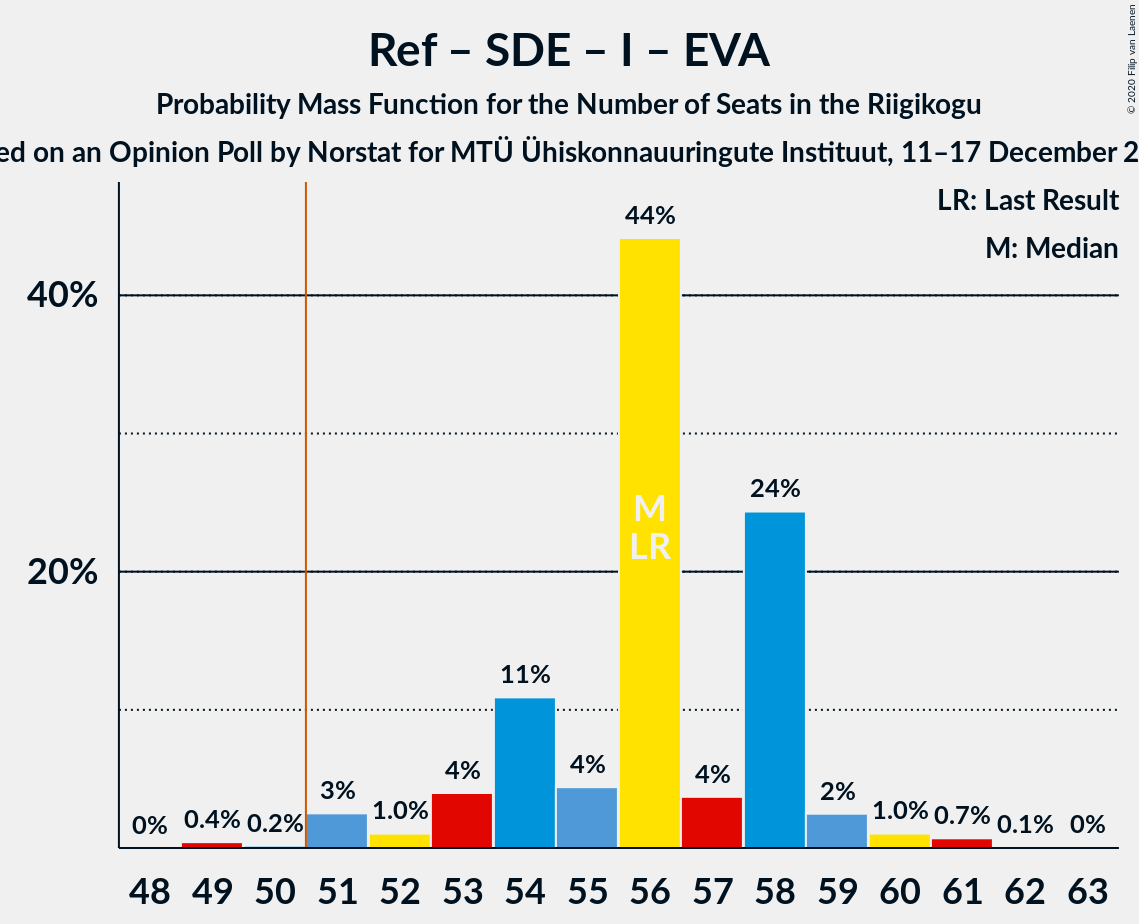 Ref – SDE – I – EVA
Probability Mass Function for the Number of Seats in the Riigikogu
ed on an Opinion Poll by Norstat for MTÜ Ühiskonnauuringute Instituut, 11–17 December 2
© 2020 Filip van Laenen
LR: Last Result
M: Median
40%
20%
0%
0.4%
0.2%
3%
1.0%
4%
11%
4%
44%
M
LR
4%
24%
2%
1.0%
0.7%
0.1%
0%
48 49 50 51 52 53 54 55 56 57 58 59 60 61 62 63